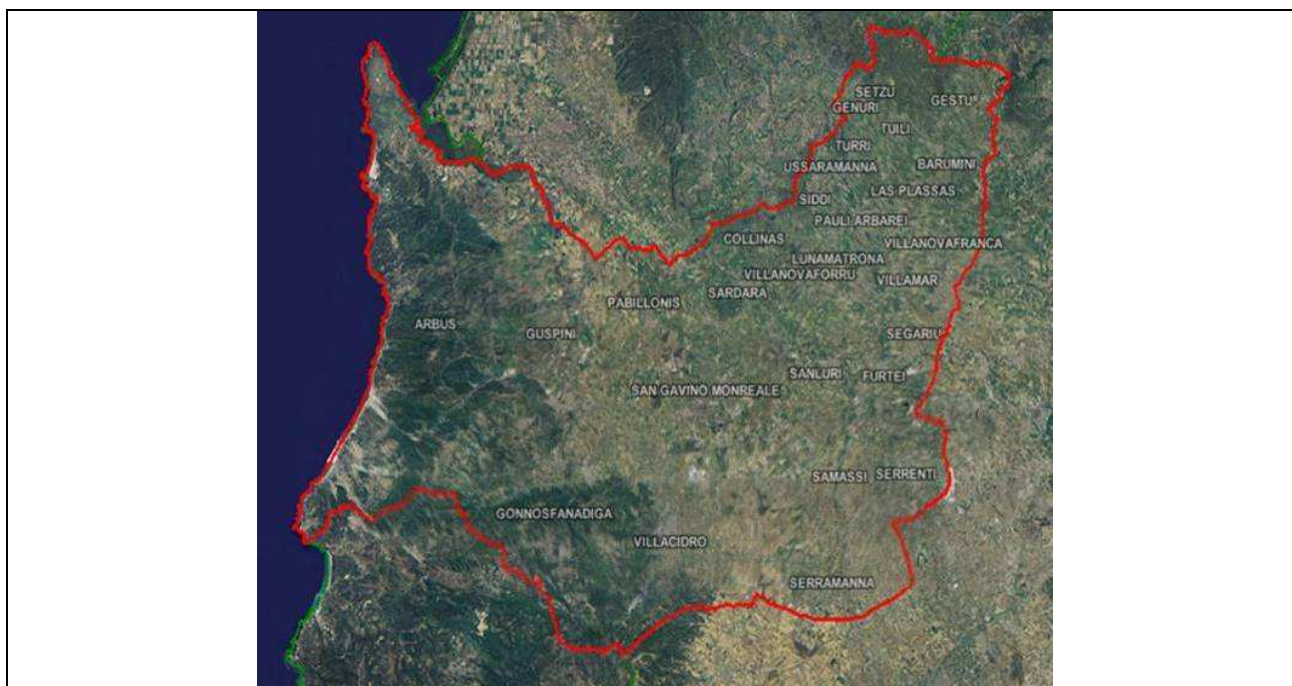 SETZU
GENURI
GESTU
TUILI
TURRI
USSARAMANNA
BARUMINI
LAS PLASSAS
SIDDI
PAULI ARBAREI
COLLINAS
VILLANOVAFRANCA
LUNAMATRONA
VILLANOVAFORRU
VILLAMAR
SARDARA
PABILLONIS
ARBUS
GUSPINI
SEGARIU
SANLURI
FURTEI
SAN GAVINO MONREALE
SAMASSI
SERRENTI
GONNOSFANADIGA
VILLACIDRO
SERRAMANNA